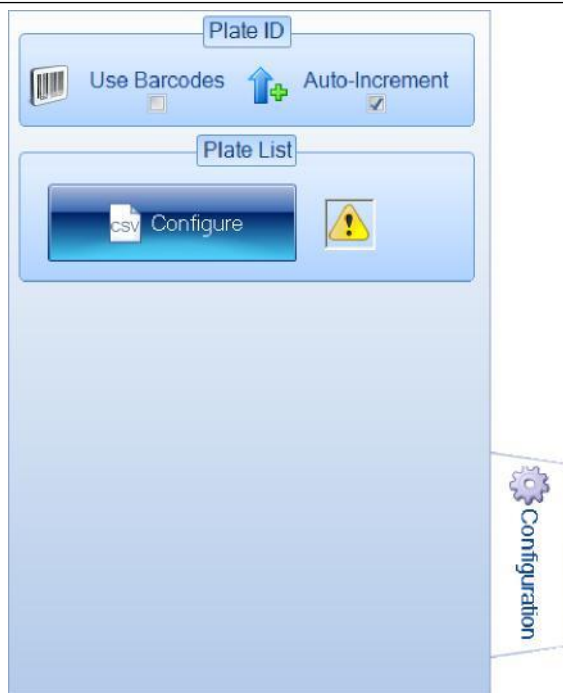 Plate ID
Use Barcodes
Auto-Increment
Plate List
CSV
Configure
Configuration